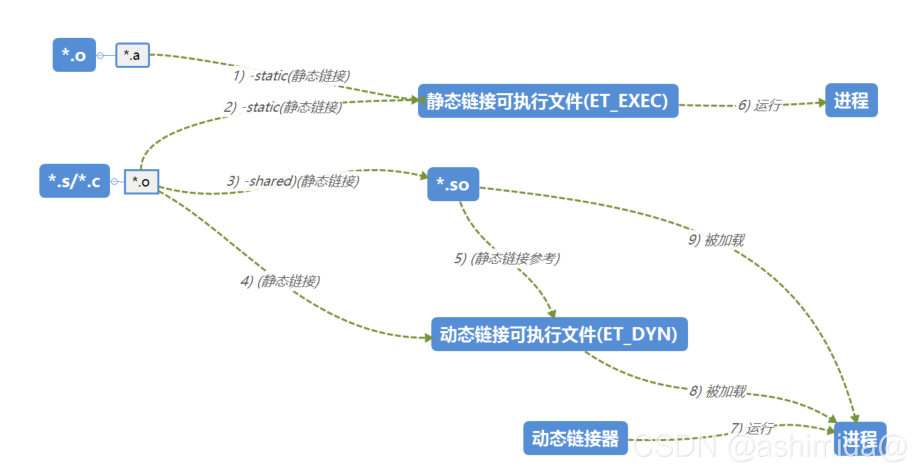 *.o
*.a
1) -static(静态链接)
2) -static(静态链接)
静态链接可执行文件(ET_EXEC)
6) 运行
进程
*.s/*.c
*.o
3) -shared)(静态链接)
*.so
9) 被加载
5) (静态链接参考)
4) (静态链接)
动态链接可执行文件(ET_DYN)
8) 被加载
动态链接器
7) 运行
进程
CSDN @ashimida@